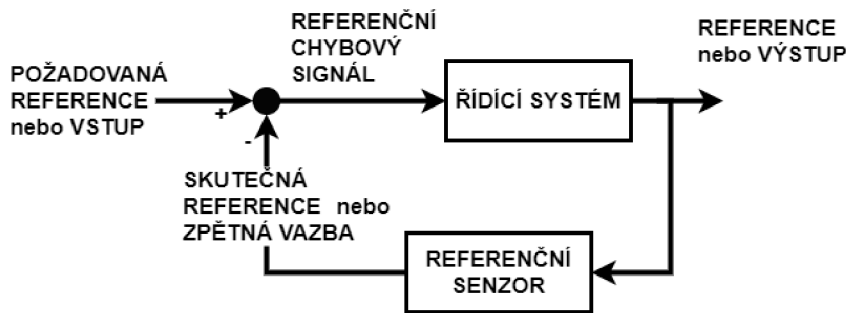 REFERENČNÍ
CHYBOVÝ
SIGNÁL
REFERENCE
nebo VÝSTUP
POŽADOVANÁ
REFERENCE
nebo VSTUP
+
-
ŘÍDÍCÍ SYSTÉM
SKUTEČNÁ
REFERENCE nebo
ZPĚTNÁ VAZBA
REFERENČNÍ
SENZOR